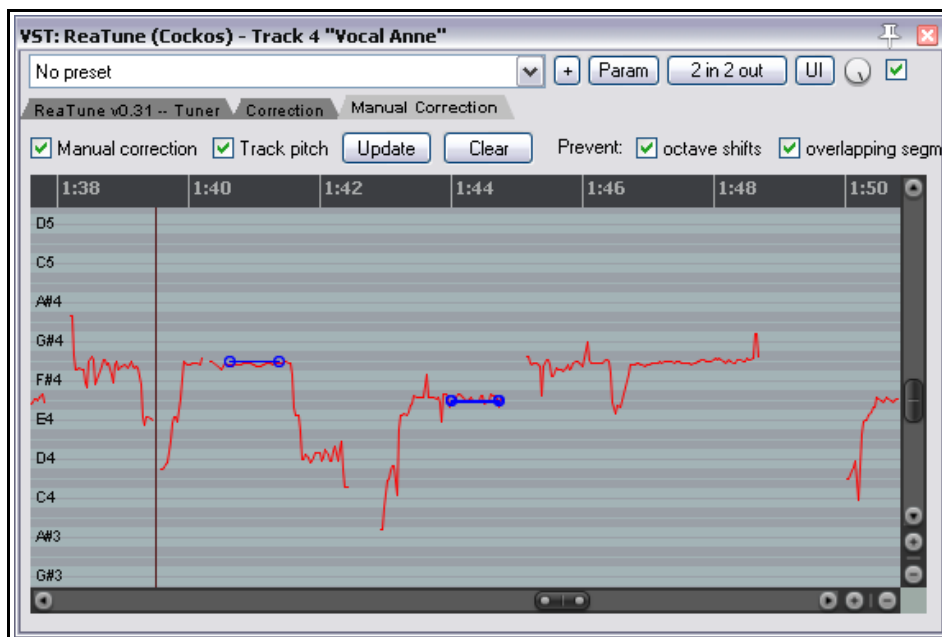 VST: ReaTune (Cockos) - Track 4 "Vocal Anne"
No preset + Param 2 in 2 out UI
ReaTune v0.31 -- Tuner Correction Manual Correction
Manual correction Track pitch Update Clear Prevent: octave shifts overlapping segm
1:38 1:40 1:42 1:44 1:46 1:48 1:50
D5
C5
A#4
G#4
F#4
E4
D4
C4
A#3
G#3